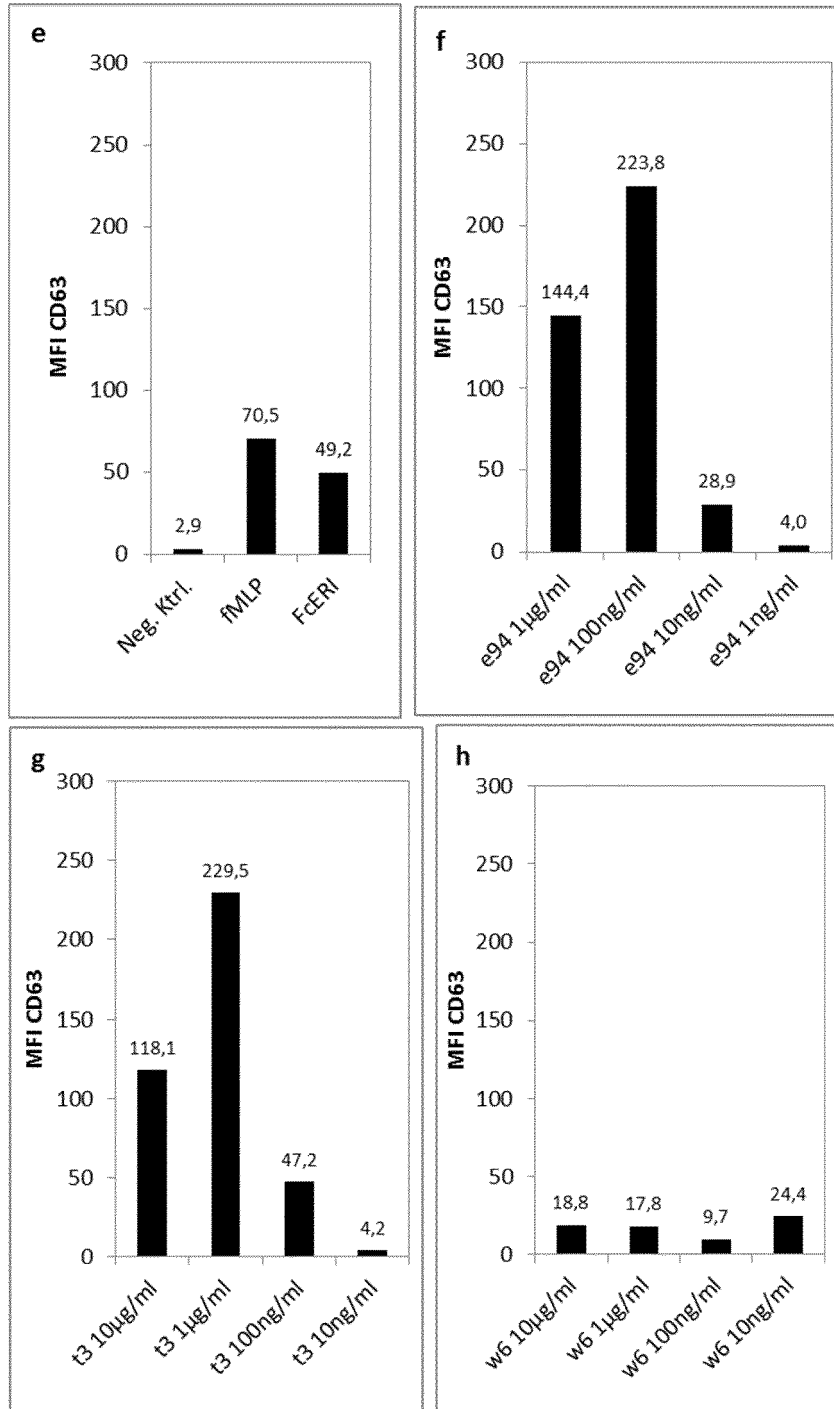 e
300
250
200
150
100
50
0
MFI CD63
2,9
70,5
49,2
Neg. Ktrl.
fMLP
FcERI
f
300
250
200
150
100
50
0
MFI CD63
144,4
223,8
28,9
4,0
e94 1µg/ml
e94 100ng/ml
e94 10ng/ml
e94 1ng/ml
g
300
250
200
150
100
50
0
MFI CD63
118,1
229,5
47,2
4,2
t3 10µg/ml
t3 1µg/ml
t3 100ng/ml
t3 10ng/ml
h
300
250
200
150
100
50
0
MFI CD63
18,8
17,8
9,7
24,4
w6 10µg/ml
w6 1µg/ml
w6 100ng/ml
w6 10ng/ml